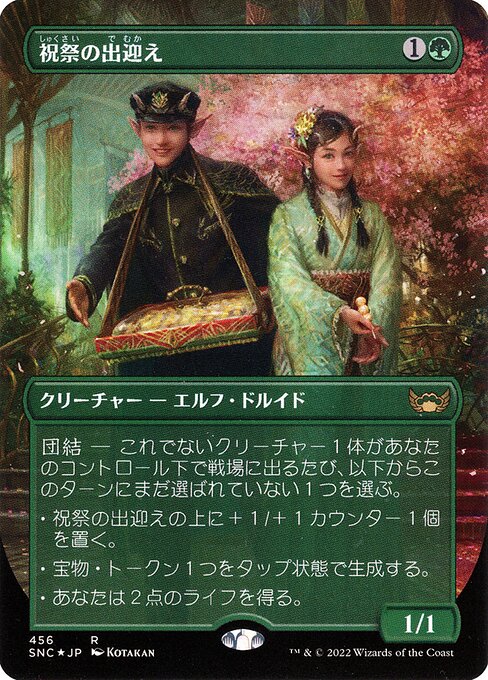 しゅくさい で むか
祝祭の出迎え 1
クリーチャー — エルフ・ドルイド
団結 — これでないクリーチャー１体があなた
のコントロール下で戦場に出るたび、以下からこ
のターンにまだ選ばれていない１つを選ぶ。
・祝祭の出迎えの上に＋１/＋１カウンター１個
を置く。
・宝物・トークン１つをタップ状態で生成する。
・あなたは２点のライフを得る。
1/1
456 R
SNC★JP KOTAKAN ™ & © 2022 Wizards of the Coast